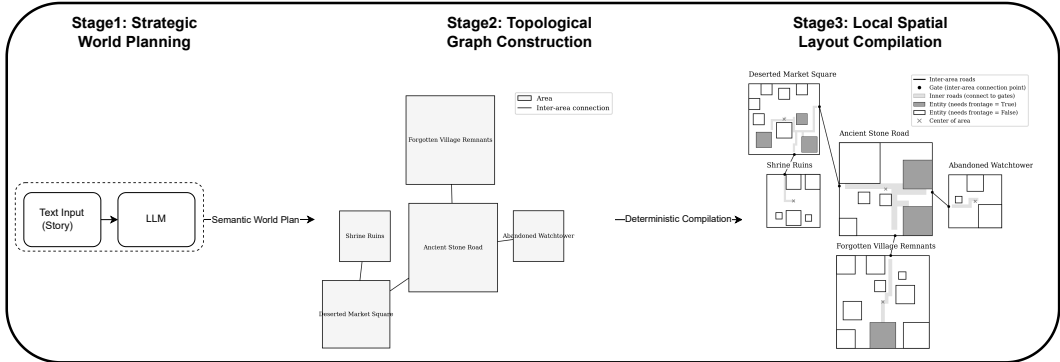 Stage1: Strategic
World Planning
Stage2: Topological
Graph Construction
Stage3: Local Spatial
Layout Compilation
Text Input
(Story)
LLM
Semantic World Plan
Area
Inter-area connection
Forgotten Village Remnants
Shrine Ruins
Ancient Stone Road
Abandoned Watchtower
Deserted Market Square
Deterministic Compilation
Deserted Market Square
Inter-area roads
Gate (inter-area connection point)
Inner roads (connect to gates)
Entity (needs frontage = True)
Entity (needs frontage = False)
Center of area
Ancient Stone Road
Shrine Ruins
Abandoned Watchtower
Forgotten Village Remnants